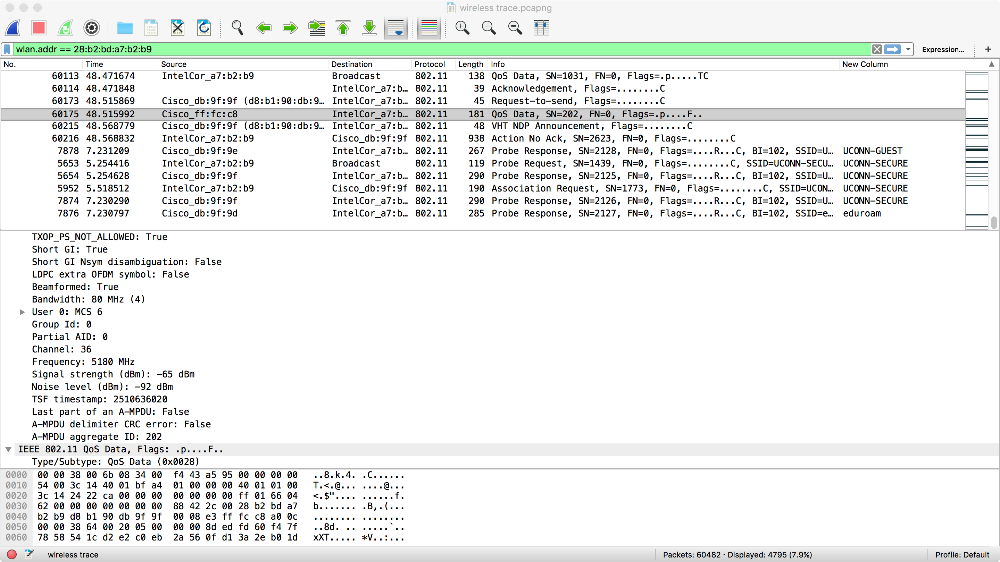 wireless trace.pcapng
wlan.addr == 28:b2:bd:a7:b2:b9 Expression... +
No. Time Source Destination Protocol Length Info New Column
60113 48.471674 IntelCor_a7:b2:b9 Broadcast 802.11 138 QoS Data, SN=1031, FN=0, Flags=.p.....TC
60114 48.471848 IntelCor_a7:b… 802.11 39 Acknowledgement, Flags=........C
60173 48.515869 Cisco_db:9f:9f (d8:b1:90:db:9… IntelCor_a7:b… 802.11 45 Request-to-send, Flags=........C
60175 48.515992 Cisco_ff:fc:c8 IntelCor_a7:b… 802.11 181 QoS Data, SN=202, FN=0, Flags=.p....F..
60215 48.568779 Cisco_db:9f:9f (d8:b1:90:db:9… IntelCor_a7:b… 802.11 48 VHT NDP Announcement, Flags=........C
60216 48.568832 IntelCor_a7:b2:b9 Cisco_db:9f:9f 802.11 938 Action No Ack, SN=2623, FN=0, Flags=........C
7878 7.231209 Cisco_db:9f:9e IntelCor_a7:b… 802.11 267 Probe Response, SN=2128, FN=0, Flags=....R...C, BI=102, SSID=U… UCONN-GUEST
5653 5.254416 IntelCor_a7:b2:b9 Broadcast 802.11 119 Probe Request, SN=1439, FN=0, Flags=........C, SSID=UCONN-SECU… UCONN-SECURE
5654 5.254628 Cisco_db:9f:9f IntelCor_a7:b… 802.11 290 Probe Response, SN=2125, FN=0, Flags=....R...C, BI=102, SSID=U… UCONN-SECURE
5952 5.518512 IntelCor_a7:b2:b9 Cisco_db:9f:9f 802.11 190 Association Request, SN=1773, FN=0, Flags=........C, SSID=UCON… UCONN-SECURE
7874 7.230290 Cisco_db:9f:9f IntelCor_a7:b… 802.11 290 Probe Response, SN=2126, FN=0, Flags=....R...C, BI=102, SSID=U… UCONN-SECURE
7876 7.230797 Cisco_db:9f:9d IntelCor_a7:b… 802.11 285 Probe Response, SN=2127, FN=0, Flags=....R...C, BI=102, SSID=e… eduroam
TXOP_PS_NOT_ALLOWED: True
Short GI: True
Short GI Nsym disambiguation: False
LDPC extra OFDM symbol: False
Beamformed: True
Bandwidth: 80 MHz (4)
User 0: MCS 6
Group Id: 0
Partial AID: 0
Channel: 36
Frequency: 5180 MHz
Signal strength (dBm): -65 dBm
Noise level (dBm): -92 dBm
TSF timestamp: 2510636020
Last part of an A-MPDU: False
A-MPDU delimiter CRC error: False
A-MPDU aggregate ID: 202
IEEE 802.11 QoS Data, Flags: .p....F..
Type/Subtype: QoS Data (0x0028)
0000 00 00 38 00 6b 08 34 00 f4 43 a5 95 00 00 00 00 ..8.k.4. .C......
0010 54 00 3c 14 40 01 bf a4 01 00 00 00 40 01 01 00 T.<.@... ....@...
0020 3c 14 24 22 ca 00 00 00 00 00 00 00 ff 01 66 04 <.$".... ......f.
0030 62 00 00 00 00 00 00 00 88 42 2c 00 28 b2 bd a7 b....... .B,.(...
0040 b2 b9 d8 b1 90 db 9f 9f 00 08 e3 ff fc c8 a0 0c ........ ........
0050 00 00 38 64 00 20 05 00 00 00 8d ed fd 60 f4 7f ..8d. .. .....`..
0060 78 58 54 1c d2 e2 c0 eb 2a 56 0f d1 3a 2e b0 1d xXT..... *V..:...
wireless trace Packets: 60482 · Displayed: 4795 (7.9%) Profile: Default